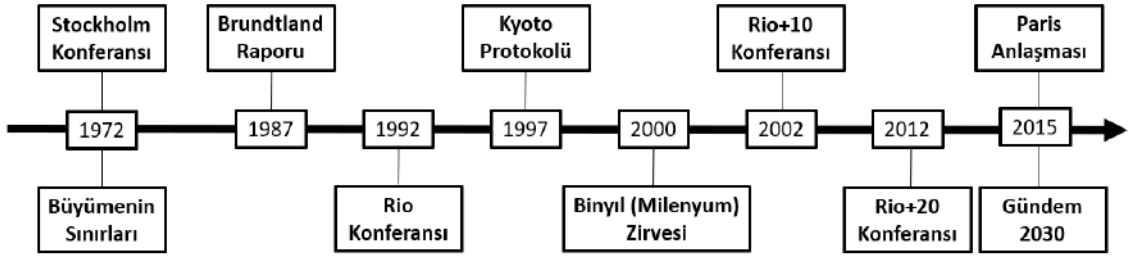 Stockholm
Konferansı
Brundtland
Raporu
Kyoto
Protokolü
Rio+10
Konferansı
Paris
Anlaşması
1972
1987
1992
1997
2000
2002
2012
2015
Büyümenin
Sınırları
Rio
Konferansı
Binyıl (Milenyum)
Zirvesi
Rio+20
Konferansı
Gündem
2030